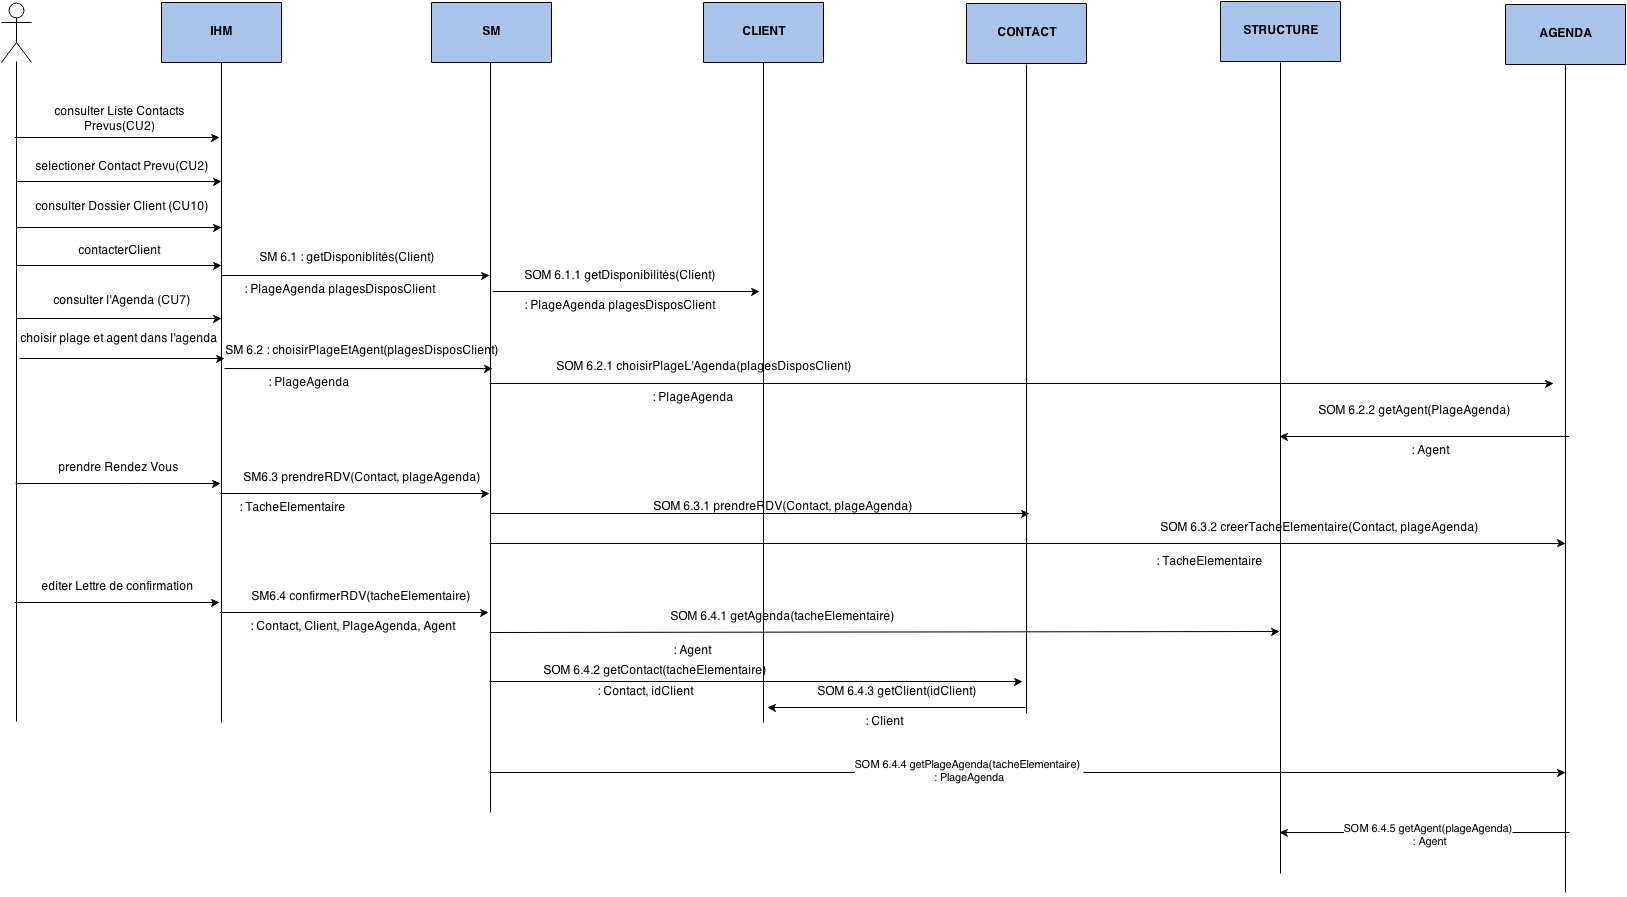 IHM
SM
CLIENT
CONTACT
STRUCTURE
AGENDA
consulter Liste Contacts
Prevus(CU2)
selectioner Contact Prevu(CU2)
consulter Dossier Client (CU10)
contacterClient
SM 6.1 : getDisponiblités(Client)
: PlageAgenda plagesDisposClient
SOM 6.1.1 getDisponibilités(Client)
: PlageAgenda plagesDisposClient
consulter l'Agenda (CU7)
choisir plage et agent dans l'agenda
SM 6.2 : choisirPlageEtAgent(plagesDisposClient)
: PlageAgenda
SOM 6.2.1 choisirPlageL'Agenda(plagesDisposClient)
: PlageAgenda
SOM 6.2.2 getAgent(PlageAgenda)
: Agent
prendre Rendez Vous
SM6.3 prendreRDV(Contact, plageAgenda)
: TacheElementaire
SOM 6.3.1 prendreRDV(Contact, plageAgenda)
SOM 6.3.2 creerTacheElementaire(Contact, plageAgenda)
: TacheElementaire
editer Lettre de confirmation
SM6.4 confirmerRDV(tacheElementaire)
: Contact, Client, PlageAgenda, Agent
SOM 6.4.1 getAgenda(tacheElementaire)
: Agent
SOM 6.4.2 getContact(tacheElementaire)
: Contact, idClient
SOM 6.4.3 getClient(idClient)
: Client
SOM 6.4.4 getPlageAgenda(tacheElementaire)
: PlageAgenda
SOM 6.4.5 getAgent(plageAgenda)
: Agent